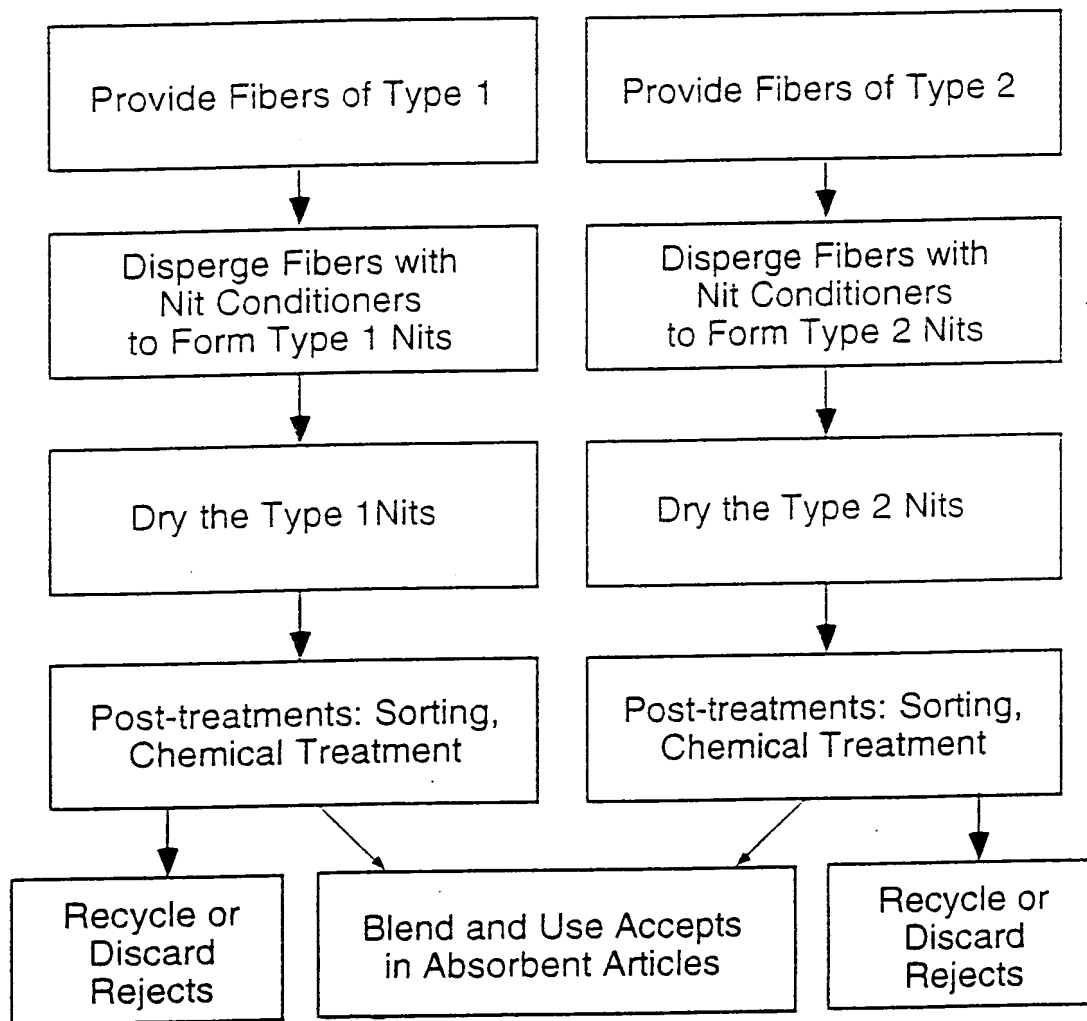 Provide Fibers of Type 1
Provide Fibers of Type 2
Disperge Fibers with
Nit Conditioners
to Form Type 1 Nits
Disperge Fibers with
Nit Conditioners
to Form Type 2 Nits
Dry the Type 1Nits
Dry the Type 2 Nits
Post-treatments: Sorting,
Chemical Treatment
Post-treatments: Sorting,
Chemical Treatment
Recycle or
Discard
Rejects
Blend and Use Accepts
in Absorbent Articles
Recycle or
Discard
Rejects